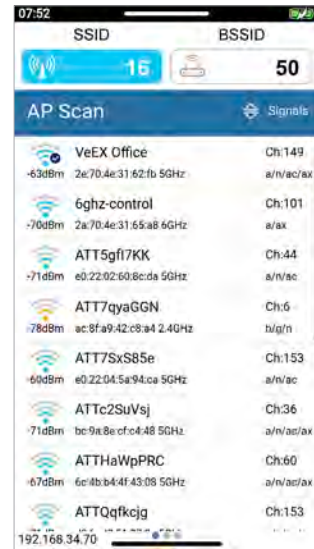 07:52
SSID BSSID
16 50
AP Scan Signals
VeEX Office Ch:149
-63dBm 2e:70:4e:31:62:fb 5GHz a/n/ac/ax
6ghz-control Ch:101
-70dBm 2a:70:4e:31:65:a8 6GHz a/ax
ATT5gfI7KK Ch:44
-71dBm e0:22:02:60:8c:da 5GHz a/n/ac
ATT7qyaGGN Ch:6
-78dBm ac:8f:a9:42:c8:a4 2.4GHz b/g/n
ATT7SxS85e Ch:153
-60dBm e0:22:04:5a:94:ca 5GHz a/n/ac
ATTc2SuVsj Ch:36
-71dBm bc:9a:8e:cf:c4:48 5GHz a/n/ac/ax
ATTHaWpPRC Ch:60
-67dBm 6c:4b:b4:4f:43:08 5GHz a/n/ac/ax
ATTQqfkcjg Ch:153
192.168.34.70